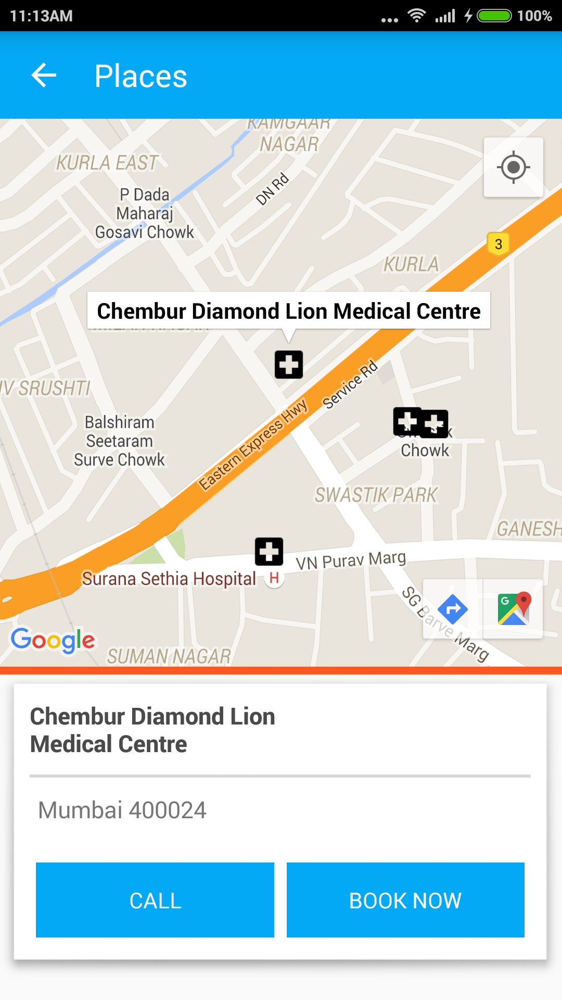 11:13AM
100%
Places
KAMGAAR
NAGAR
KURLA EAST
DN Rd
P Dada
Maharaj
Gosavi Chowk
3
KURLA
Chembur Diamond Lion Medical Centre
Service Rd
SRUSHTI
Eastern Express Hwy
Balshiram
Seetaram
Surve Chowk
Chowk
SWASTIK PARK
GANESH
VN Purav Marg
Surana Sethia Hospital
H
SG Barve Marg
G
Google
SUMAN NAGAR
Chembur Diamond Lion
Medical Centre
Mumbai 400024
CALL
BOOK NOW